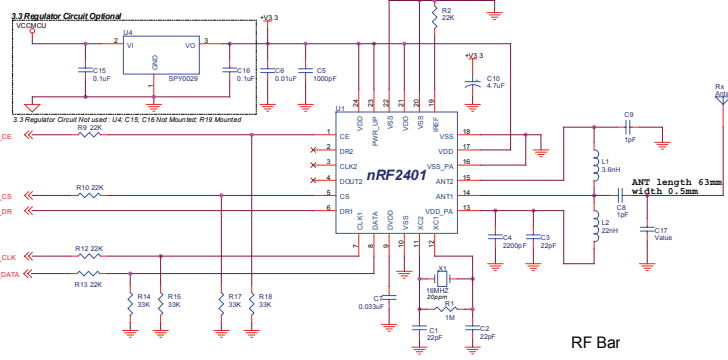 3.3 Regulator Circuit Optional
VCCMCU
U4
2
VI
VO
3
GND
1
SPY0029
C15
0.1uF
C16
0.1uF
+V3.3
C6
0.01uF
C5
1000pF
R2
22K
+V3.3
C10
4.7uF
3.3 Regulator Circuit Not used : U4; C15; C16 Not Mounted; R19 Mounted
_CE
R9 22K
_CS
R10 22K
_DR
_CLK
R12 22K
_DATA
R13 22K
R14
33K
R15
33K
R17
33K
R18
33K
U1
24
23
22
21
20
19
VDD
PWR_UP
VSS
VDD
VSS
IREF
1
CE
2
DR2
3
CLK2
4
DOUT2
5
CS
6
DR1
nRF2401
VSS
18
VDD
17
VSS_PA
16
ANT2
15
ANT1
14
VDD_PA
13
CLK1
DATA
DVDD
VSS
XC2
XC1
7
8
9
10
11
12
C7
0.033uF
X1
16MHZ
20ppm
R1
1M
C1
22pF
C2
22pF
C4
2200pF
C3
22pF
C9
1pF
L1
3.6nH
C8
1pF
L2
22nH
ANT length 63mm
width 0.5mm
C17
Value
Rx
RF Bar